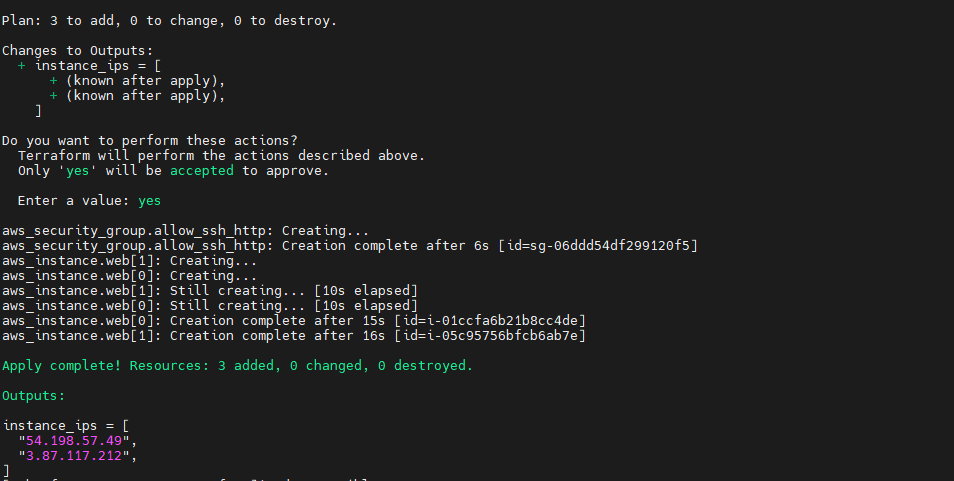 Plan: 3 to add, 0 to change, 0 to destroy.
Changes to Outputs:
+ instance_ips = [
+ (known after apply),
+ (known after apply),
]
Do you want to perform these actions?
Terraform will perform the actions described above.
Only 'yes' will be accepted to approve.
Enter a value: yes
aws_security_group.allow_ssh_http: Creating...
aws_security_group.allow_ssh_http: Creation complete after 6s [id=sg-06ddd54df299120f5]
aws_instance.web[1]: Creating...
aws_instance.web[0]: Creating...
aws_instance.web[1]: Still creating... [10s elapsed]
aws_instance.web[0]: Still creating... [10s elapsed]
aws_instance.web[0]: Creation complete after 15s [id=i-01ccfa6b21b8cc4de]
aws_instance.web[1]: Creation complete after 16s [id=i-05c95756bfcb6ab7e]
Apply complete! Resources: 3 added, 0 changed, 0 destroyed.
Outputs:
instance_ips = [
"54.198.57.49",
"3.87.117.212",
]